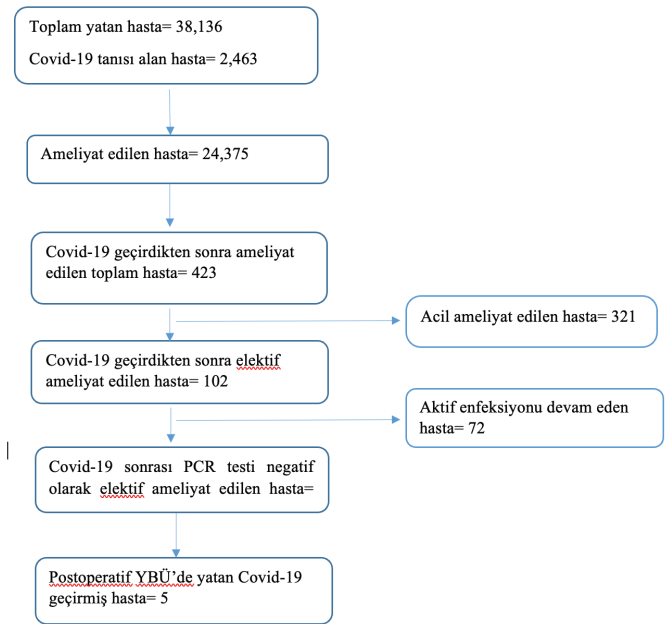 Toplam yatan hasta= 38,136
Covid-19 tanısı alan hasta= 2,463
Ameliyat edilen hasta= 24,375
Covid-19 geçirdikten sonra ameliyat
edilen toplam hasta= 423
Acil ameliyat edilen hasta= 321
Covid-19 geçirdikten sonra elektif
ameliyat edilen hasta= 102
Aktif enfeksiyonu devam eden
hasta= 72
Covid-19 sonrası PCR testi negatif
olarak elektif ameliyat edilen hasta=
Postoperatif YBÜ’de yatan Covid-19
geçirmiş hasta= 5